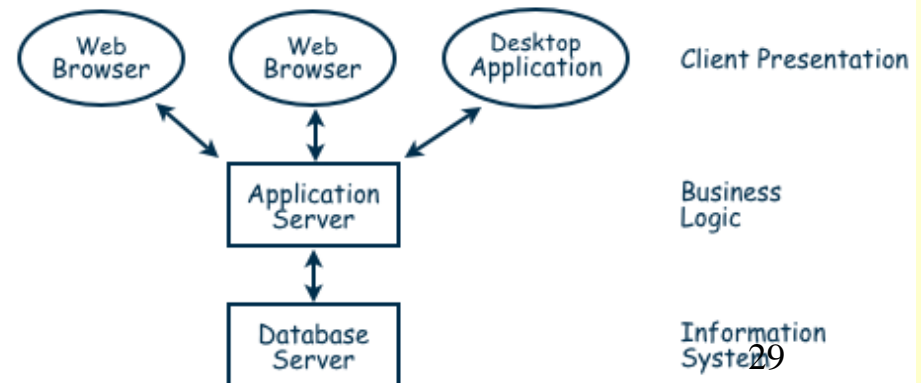 Web
Browser
Web
Browser
Desktop
Application
Client Presentation
Application
Server
Business
Logic
Database
Server
Information
System
29